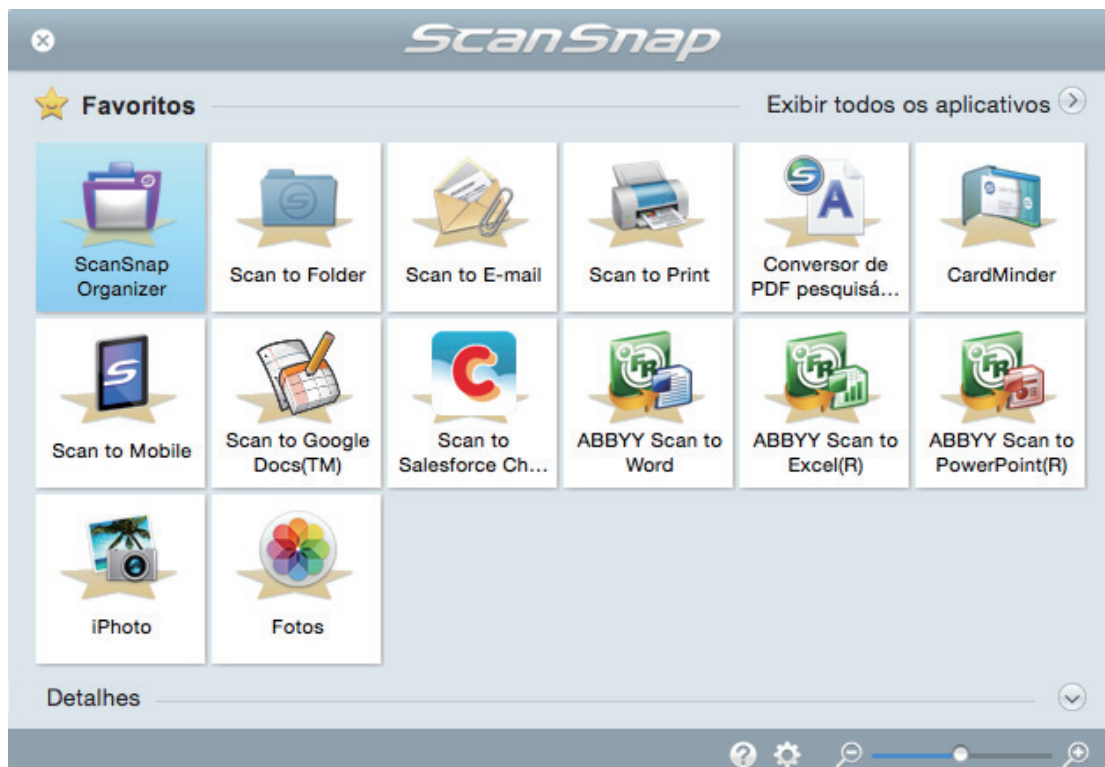 ScanSnap
Favoritos
Exibir todos os aplicativos
ScanSnap
Organizer
Scan to Folder
Scan to E-mail
Scan to Print
Conversor de
PDF pesquisá...
CardMinder
Scan to Mobile
Scan to Google
Docs(TM)
Scan to
Salesforce Ch...
ABBYY Scan to
Word
ABBYY Scan to
Excel(R)
ABBYY Scan to
PowerPoint(R)
iPhoto
Fotos
Detalhes